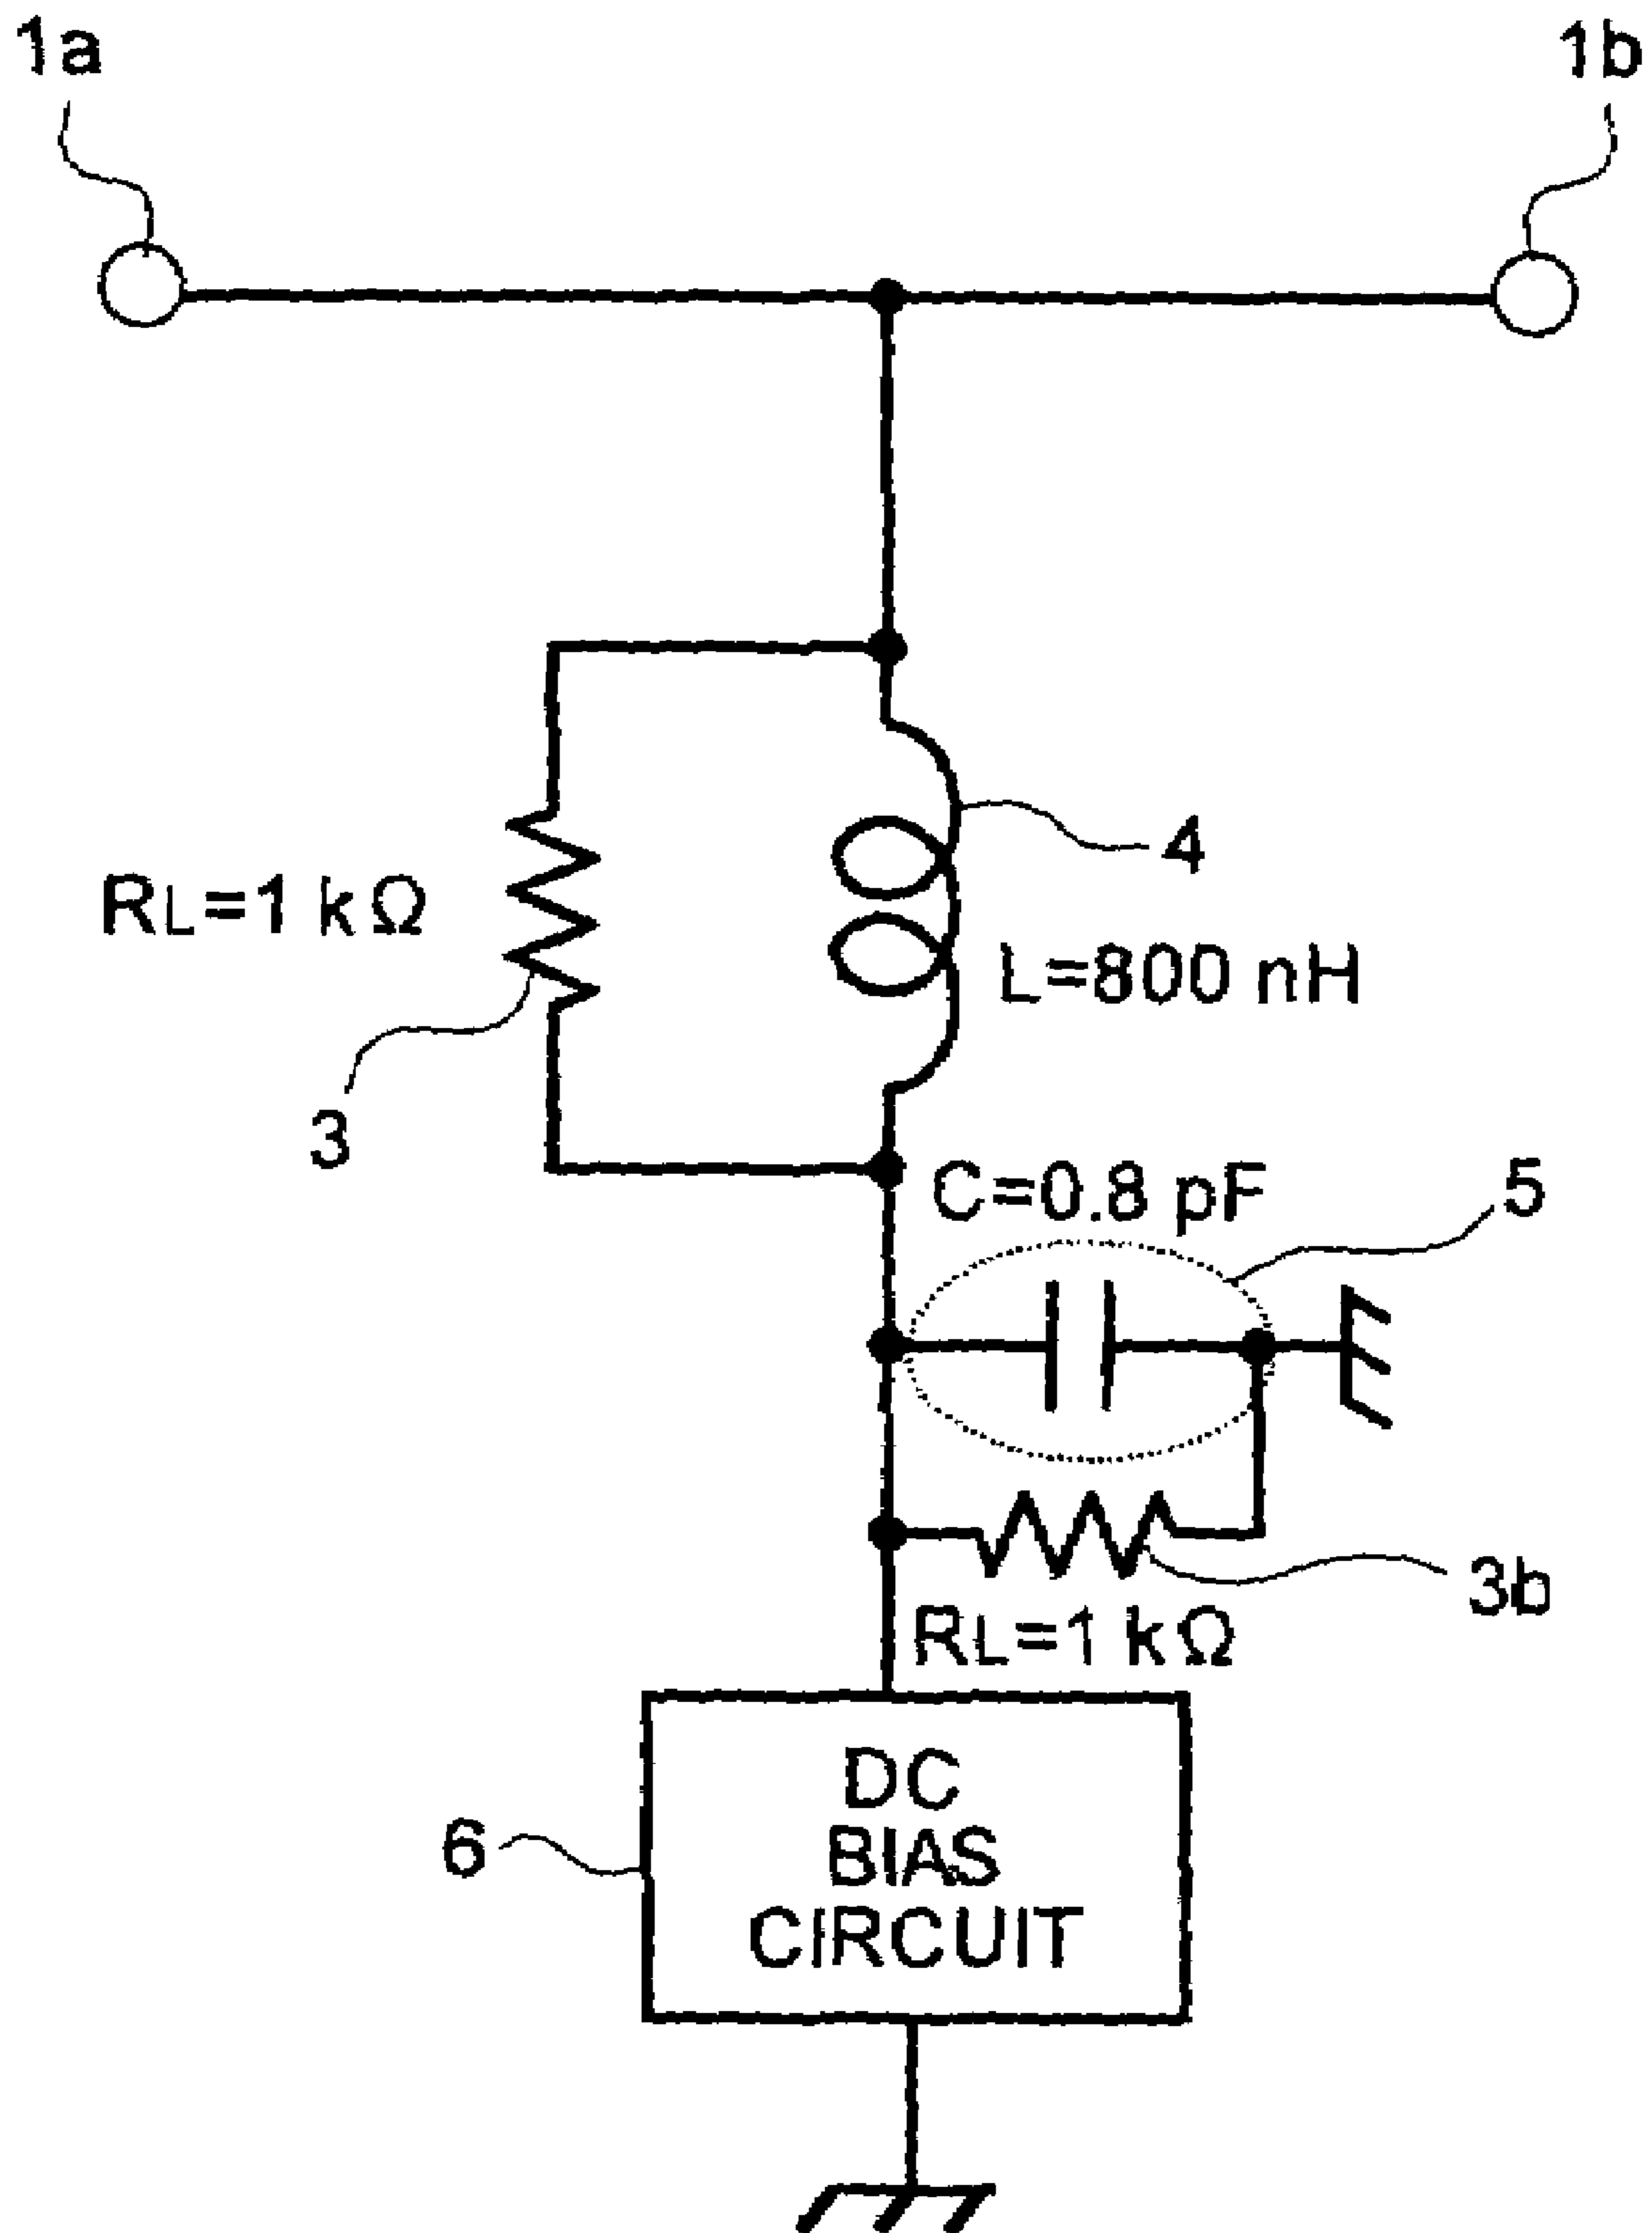 1a
1b
4
RL=1 kΩ
L=800 nH
3
C=0.8 pF
5
3b
RL=1 kΩ
DC
BIAS
CIRCUIT
6